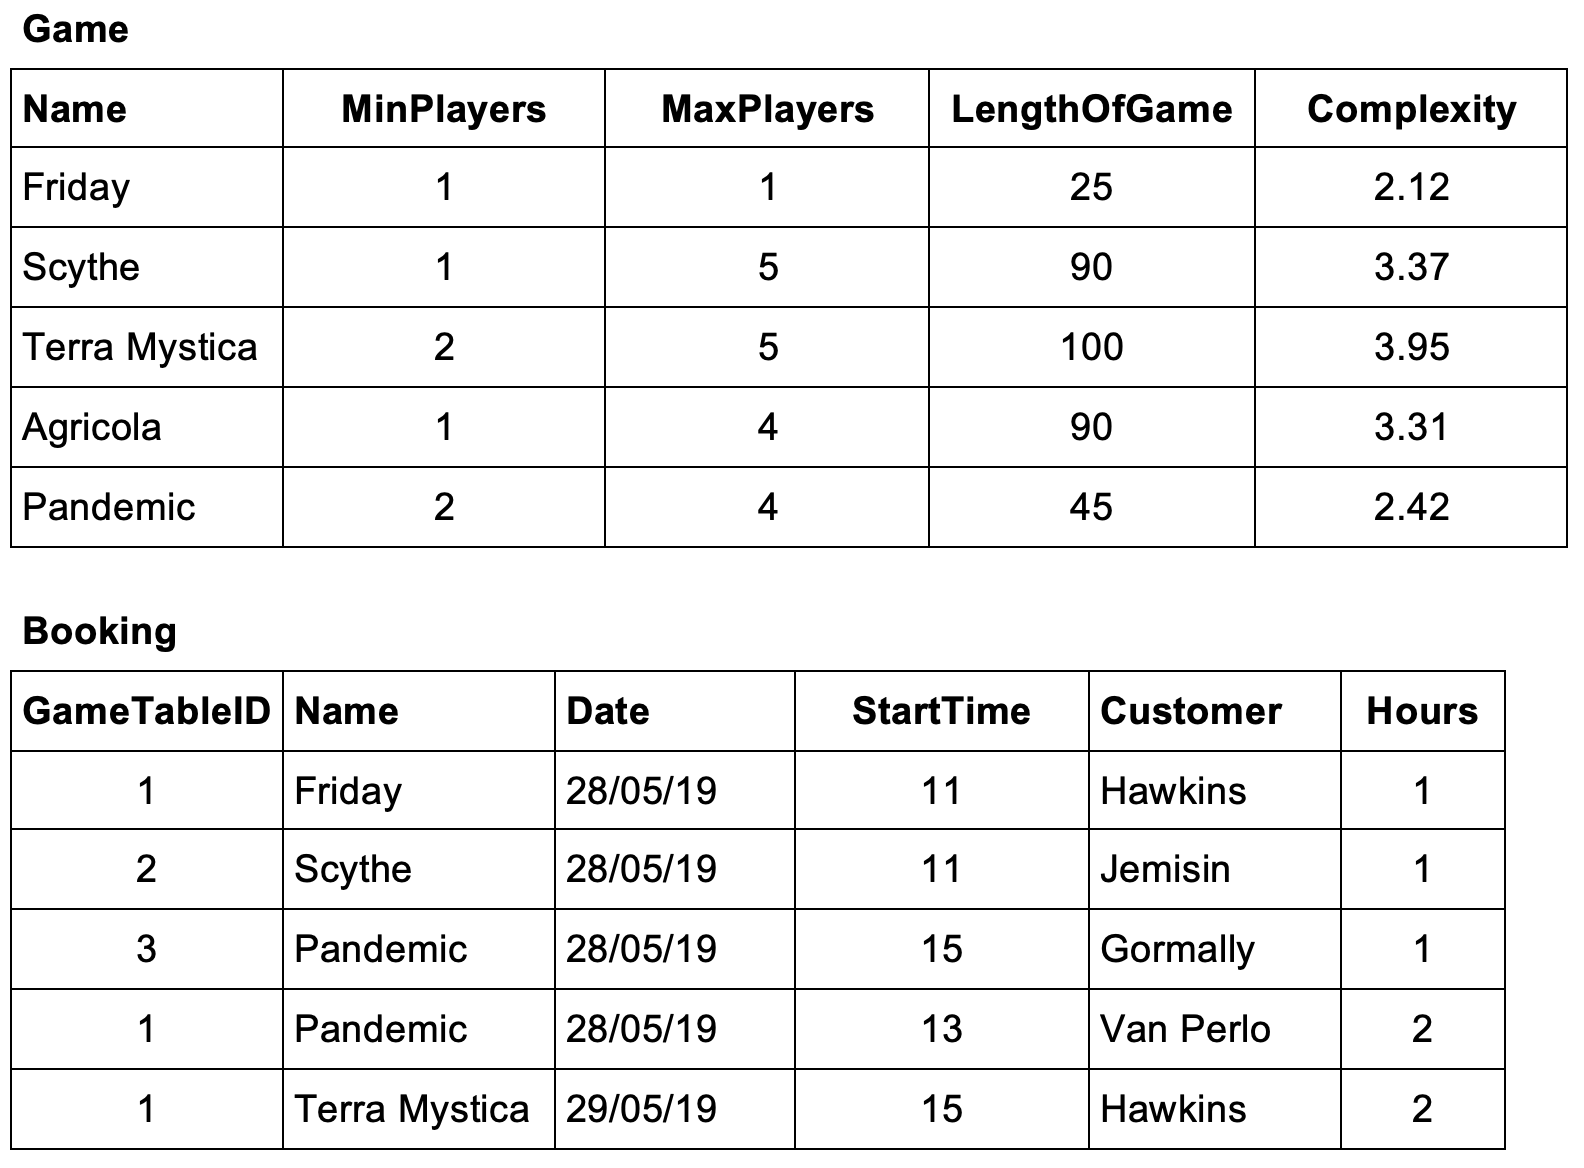 Game
Name MinPlayers MaxPlayers LengthOfGame Complexity
Friday 1 1 25 2.12
Scythe 1 5 90 3.37
Terra Mystica 2 5 100 3.95
Agricola 1 4 90 3.31
Pandemic 2 4 45 2.42
Booking
GameTableID Name Date StartTime Customer Hours
1 Friday 28/05/19 11 Hawkins 1
2 Scythe 28/05/19 11 Jemisin 1
3 Pandemic 28/05/19 15 Gormally 1
1 Pandemic 28/05/19 13 Van Perlo 2
1 Terra Mystica 29/05/19 15 Hawkins 2